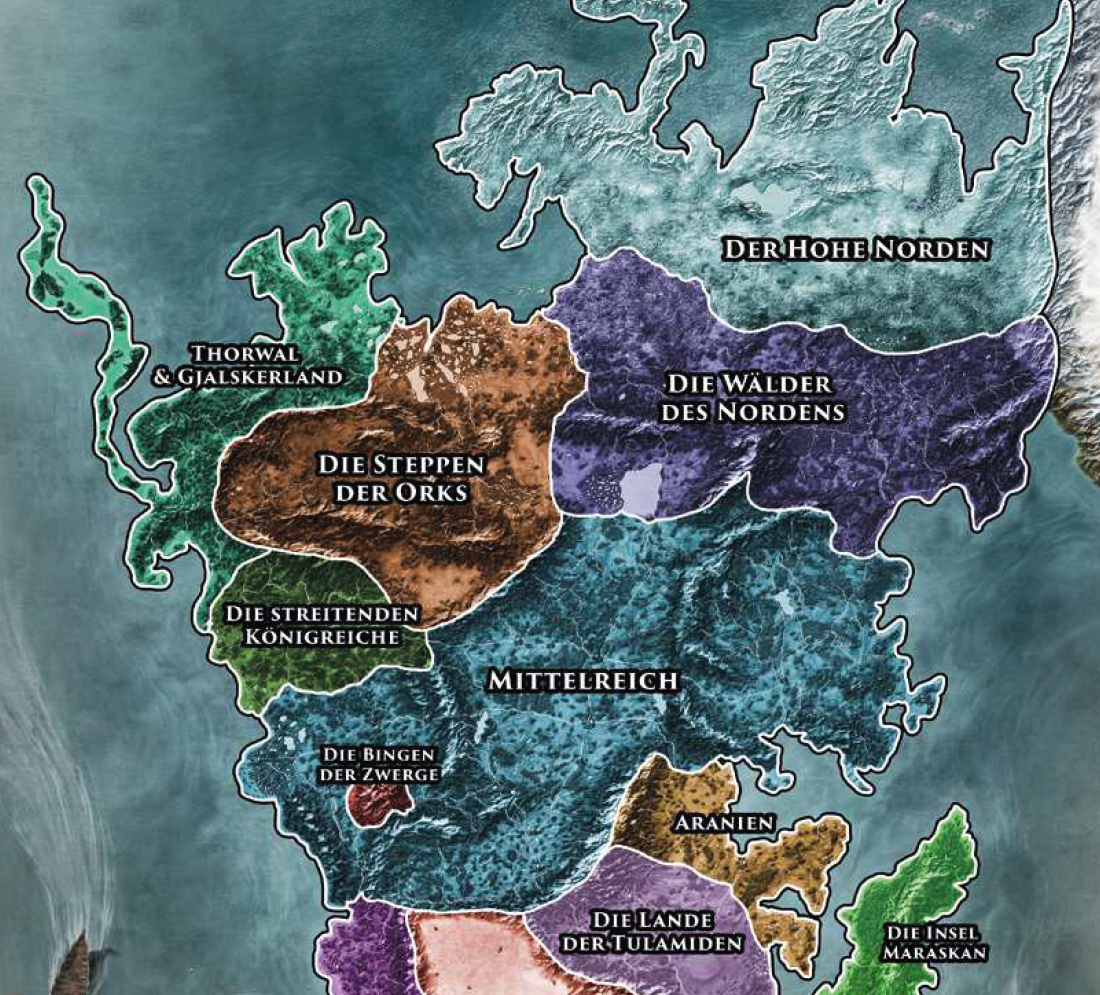 Der Hohe Norden
Thorwal
& Gjalskerland
Die Wälder
des Nordens
Die Steppen
der Orks
Die streitenden
Königreiche
Mittelreich
Die Bingen
der Zwerge
Aranien
Die Lande
der Tulamiden
Die Insel
Maraskan